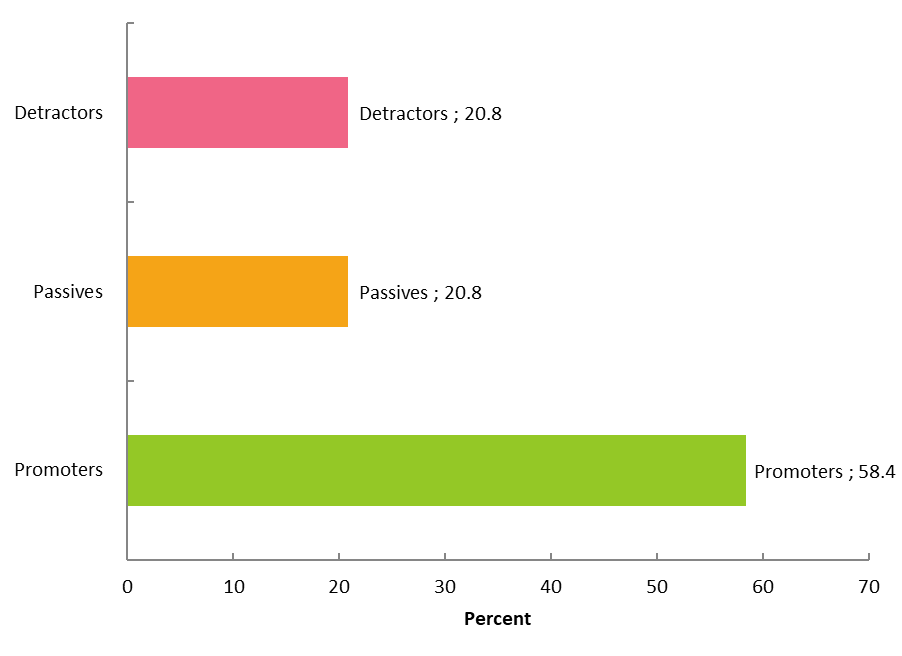 Detractors
Detractors ; 20.8
Passives
Passives ; 20.8
Promoters
Promoters ; 58.4
0 10 20 30 40 50 60 70
Percent